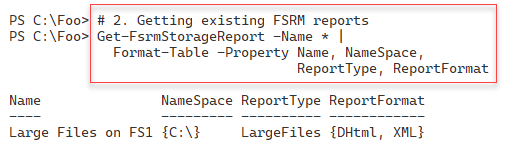 PS C:\Foo> # 2. Getting existing FSRM reports
PS C:\Foo> Get-FsrmStorageReport -Name * |
Format-Table -Property Name, NameSpace,
ReportType, ReportFormat
Name NameSpace ReportType ReportFormat
---- --------- ---------- ------------
Large Files on FS1 {C:\} LargeFiles {DHtml, XML}